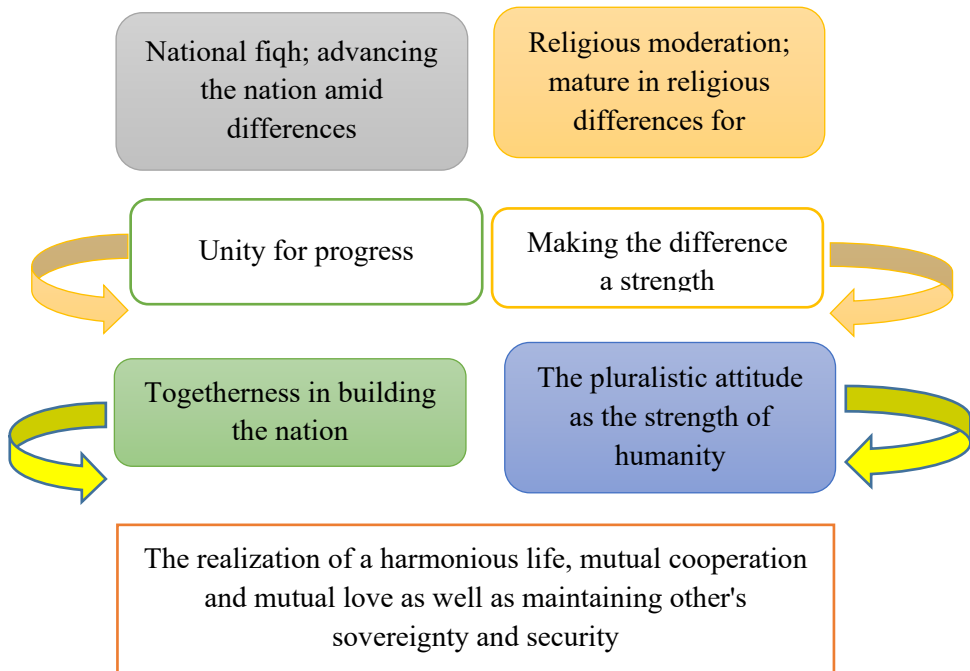 National fiqh; advancing
the nation amid
differences
Religious moderation;
mature in religious
differences for
Unity for progress
Making the difference
a strength
Togetherness in building
the nation
The pluralistic attitude
as the strength of
humanity
The realization of a harmonious life, mutual cooperation
and mutual love as well as maintaining other's
sovereignty and security